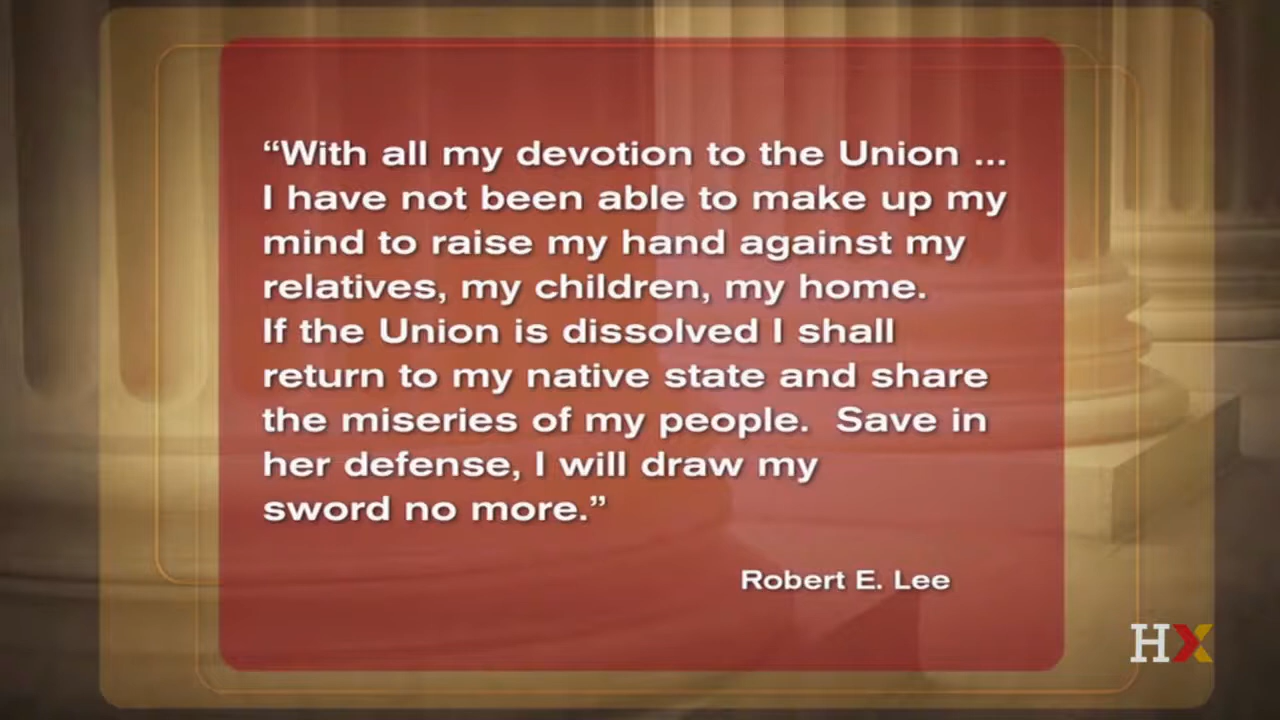 “With all my devotion to the Union ...
I have not been able to make up my
mind to raise my hand against my
relatives, my children, my home.
If the Union is dissolved I shall
return to my native state and share
the miseries of my people.  Save in
her defense, I will draw my
sword no more.”
Robert E. Lee
HX